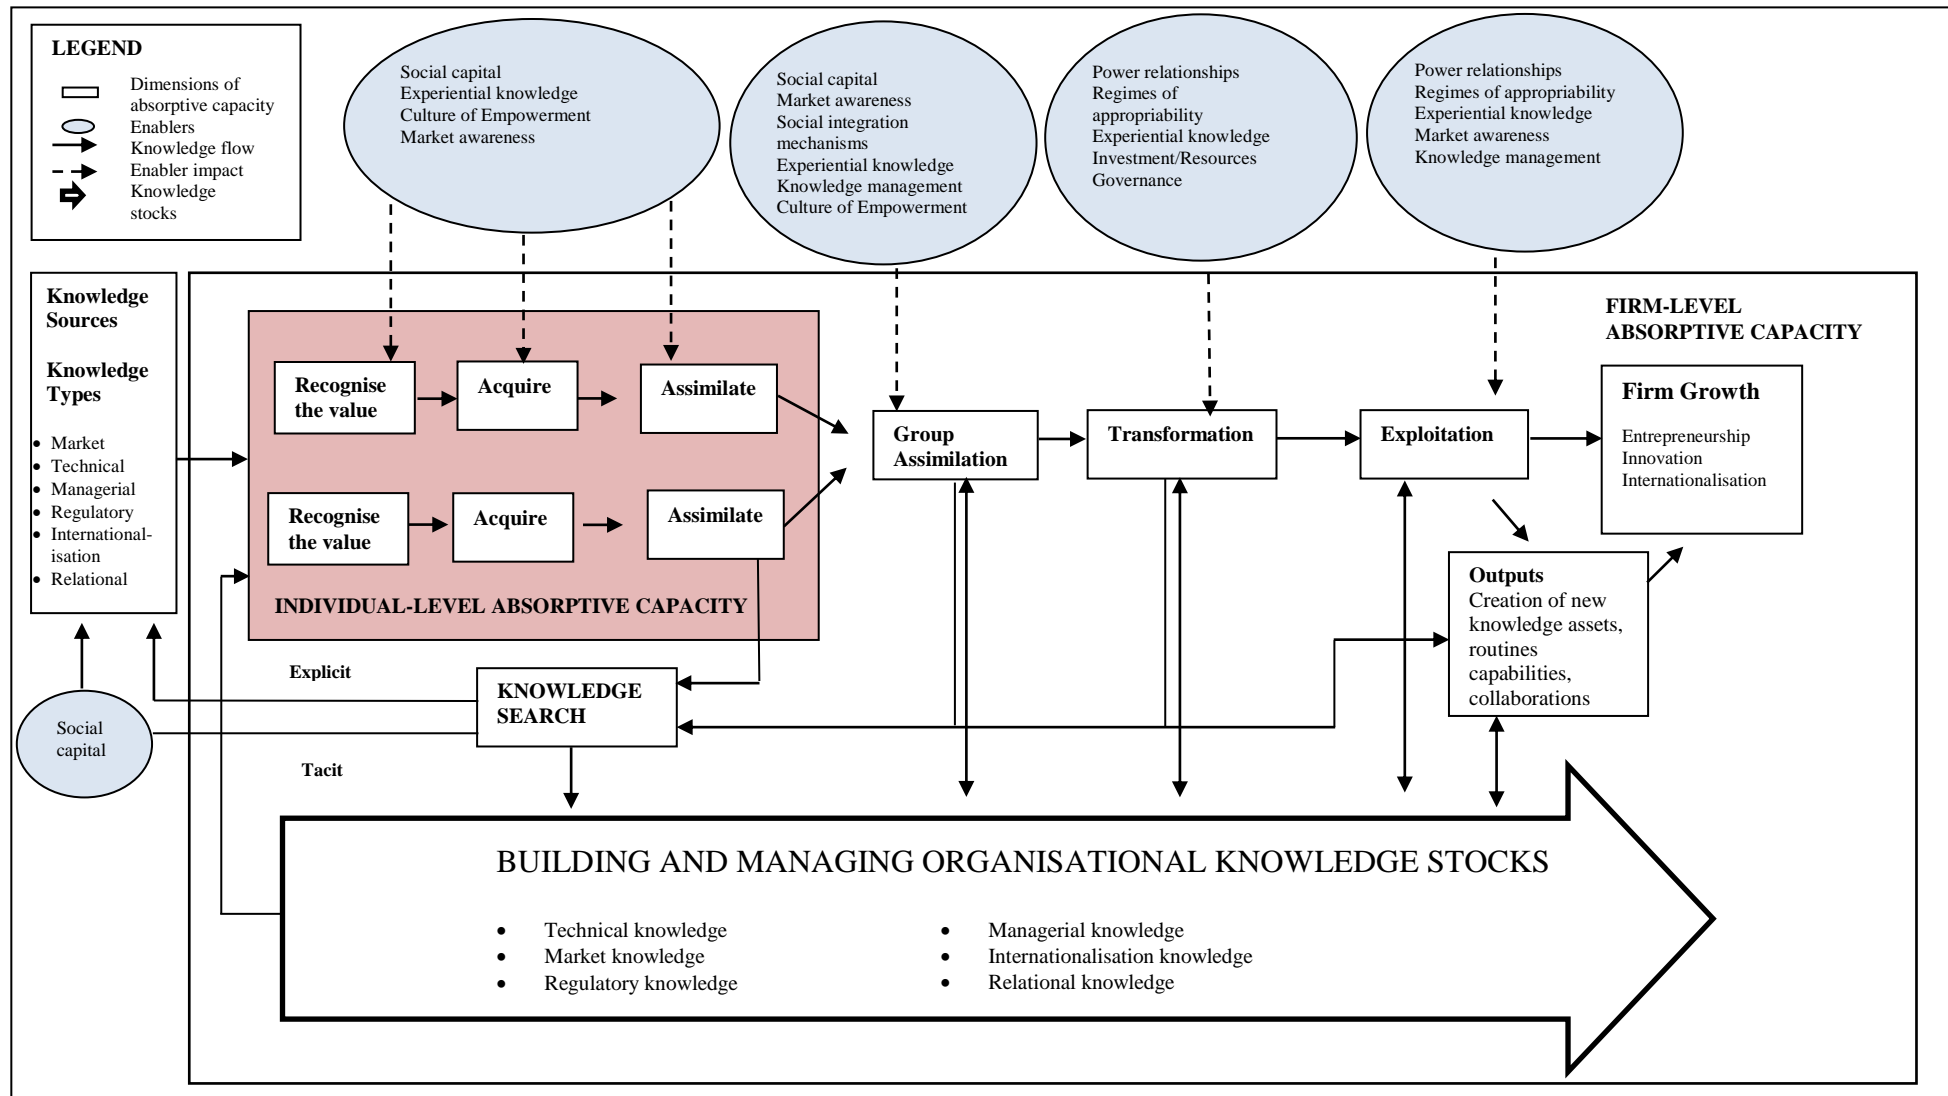 LEGEND
Dimensions of
absorptive capacity
Enablers
Knowledge flow
Enabler impact
Knowledge
stocks
Social capital
Experiential knowledge
Culture of Empowerment
Market awareness
Social capital
Market awareness
Social integration
mechanisms
Experiential knowledge
Knowledge management
Culture of Empowerment
Power relationships
Regimes of
appropriability
Experiential knowledge
Investment/Resources
Governance
Power relationships
Regimes of appropriability
Experiential knowledge
Market awareness
Knowledge management
Knowledge
Sources
Knowledge
Types
• Market
• Technical
• Managerial
• Regulatory
• International-
isation
• Relational
FIRM-LEVEL
ABSORPTIVE CAPACITY
Recognise
the value
Acquire
Assimilate
Recognise
the value
Acquire
Assimilate
INDIVIDUAL-LEVEL ABSORPTIVE CAPACITY
Group
Assimilation
Transformation
Exploitation
Firm Growth
Entrepreneurship
Innovation
Internationalisation
Outputs
Creation of new
knowledge assets,
routines
capabilities,
collaborations
Explicit
KNOWLEDGE
SEARCH
Social
capital
Tacit
BUILDING AND MANAGING ORGANISATIONAL KNOWLEDGE STOCKS
• Technical knowledge
• Market knowledge
• Regulatory knowledge
• Managerial knowledge
• Internationalisation knowledge
• Relational knowledge